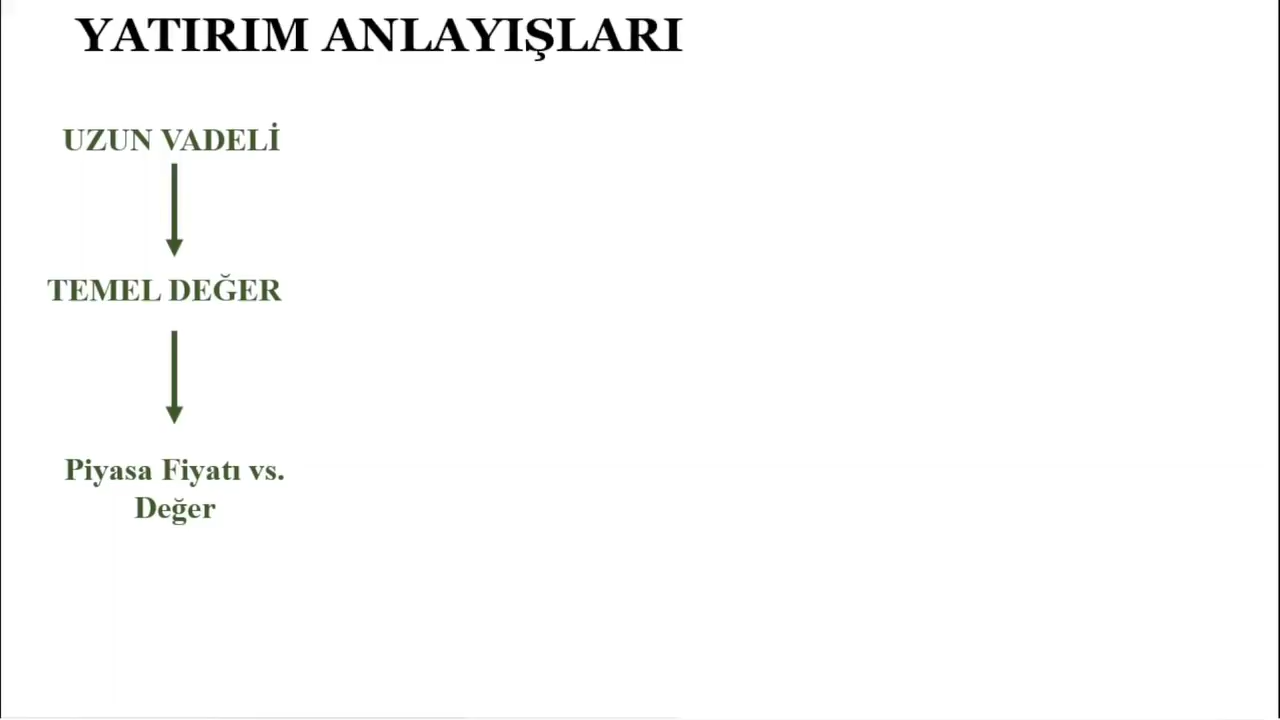 YATIRIM ANLAYIŞLARI
UZUN VADELİ
TEMEL DEĞER
Piyasa Fiyatı vs.
Değer